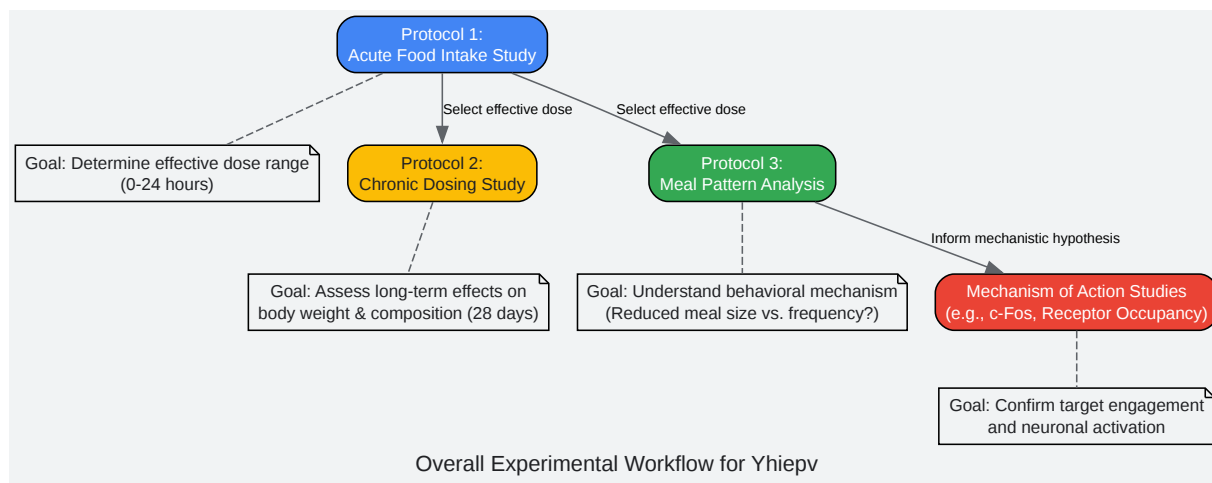 Protocol 1:
Acute Food Intake Study
Select effective dose
Select effective dose
Goal: Determine effective dose range
(0-24 hours)
Protocol 2:
Chronic Dosing Study
Protocol 3:
Meal Pattern Analysis
Inform mechanistic hypothesis
Goal: Assess long-term effects on
body weight & composition (28 days)
Goal: Understand behavioral mechanism
(Reduced meal size vs. frequency?)
Mechanism of Action Studies
(e.g., c-Fos, Receptor Occupancy)
Goal: Confirm target engagement
and neuronal activation
Overall Experimental Workflow for Yhiepv